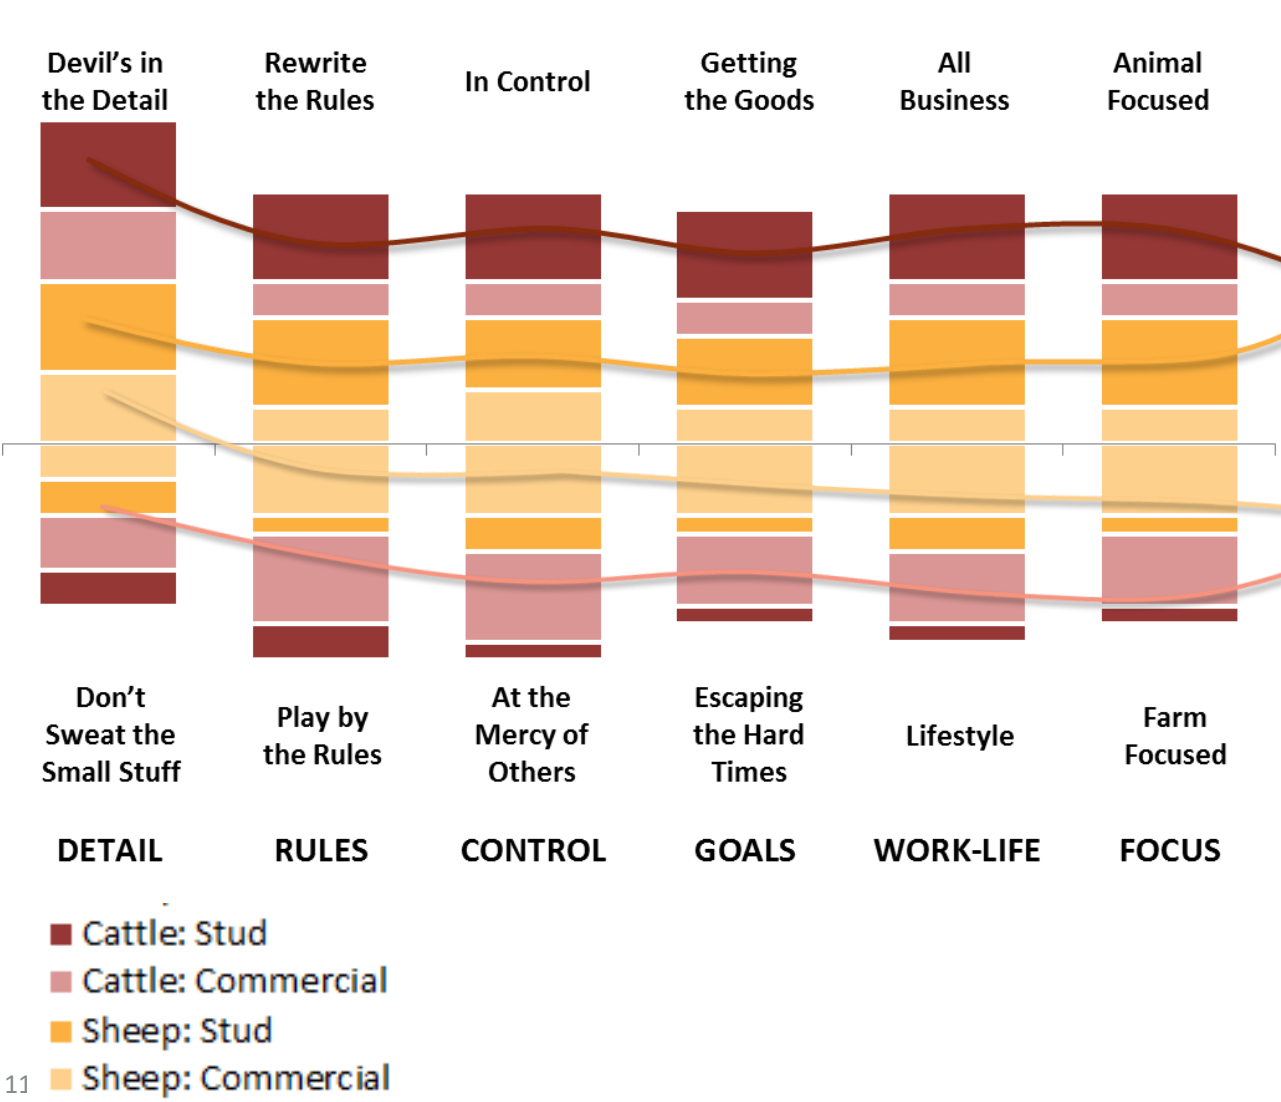 Devil’s in
the Detail
Rewrite
the Rules
In Control
Getting
the Goods
All
Business
Animal
Focused
Don’t
Sweat the
Small Stuff
Play by
the Rules
At the
Mercy of
Others
Escaping
the Hard
Times
Lifestyle
Farm
Focused
DETAIL
RULES
CONTROL
GOALS
WORK-LIFE
FOCUS
Cattle: Stud
Cattle: Commercial
Sheep: Stud
Sheep: Commercial
11